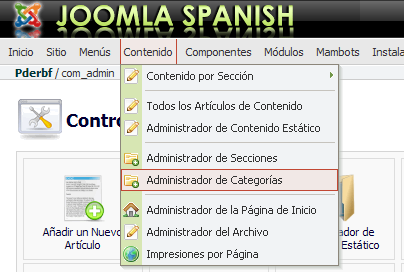 JOOMLA SPANISH
Inicio Sitio Menús Contenido Componentes Módulos Mambots Instala
Pderbf / com_admin
Contenido por Sección
Todos los Artículos de Contenido
Contro
Administrador de Contenido Estático
Administrador de Secciones
Administrador de Categorías
Administrador de la Página de Inicio
Añadir un Nuevo
Artículo
Administrador del Archivo
Impresiones por Página
rador de
Estático